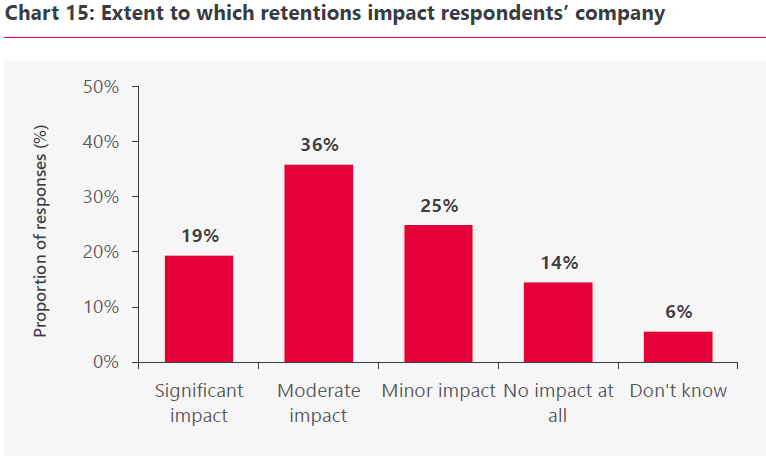 Chart 15: Extent to which retentions impact respondents’ company
Proportion of responses (%)
50%
40%
30%
20%
10%
0%
19%
36%
25%
14%
6%
Significant
impact
Moderate
impact
Minor impact
No impact at
all
Don't know